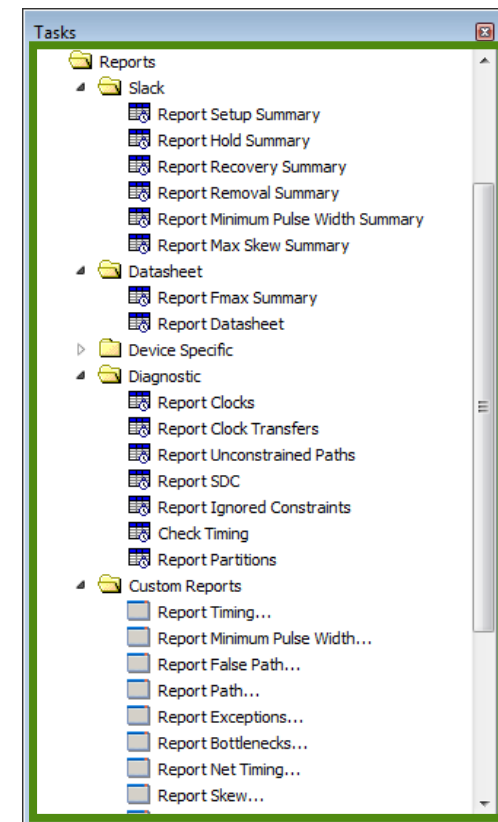 Tasks
Reports
Slack
Report Setup Summary
Report Hold Summary
Report Recovery Summary
Report Removal Summary
Report Minimum Pulse Width Summary
Report Max Skew Summary
Datasheet
Report Fmax Summary
Report Datasheet
Device Specific
Diagnostic
Report Clocks
Report Clock Transfers
Report Unconstrained Paths
Report SDC
Report Ignored Constraints
Check Timing
Report Partitions
Custom Reports
Report Timing...
Report Minimum Pulse Width...
Report False Path...
Report Path...
Report Exceptions...
Report Bottlenecks...
Report Net Timing...
Report Skew...